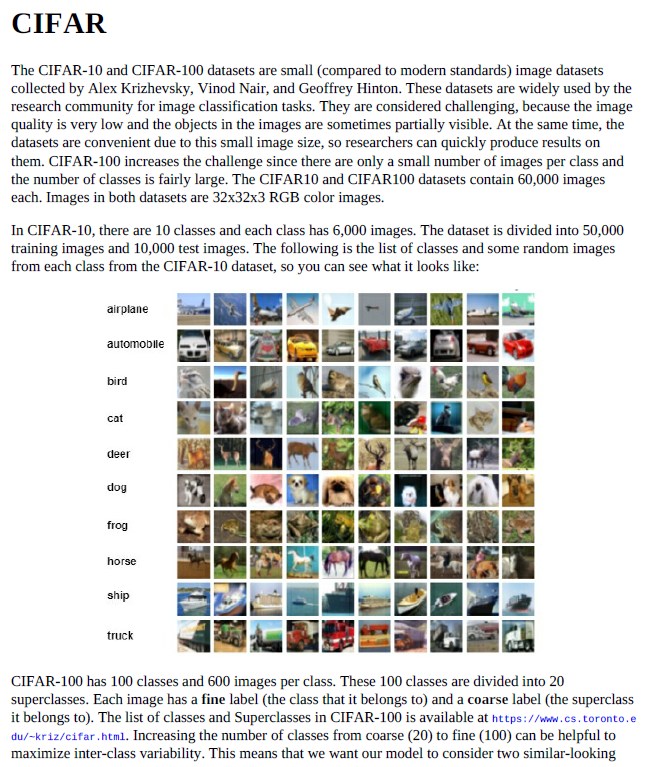 CIFAR
The CIFAR-10 and CIFAR-100 datasets are small (compared to modern standards) image datasets
collected by Alex Krizhevsky, Vinod Nair, and Geoffrey Hinton. These datasets are widely used by the
research community for image classification tasks. They are considered challenging, because the image
quality is very low and the objects in the images are sometimes partially visible. At the same time, the
datasets are convenient due to this small image size, so researchers can quickly produce results on
them. CIFAR-100 increases the challenge since there are only a small number of images per class and
the number of classes is fairly large. The CIFAR10 and CIFAR100 datasets contain 60,000 images
each. Images in both datasets are 32x32x3 RGB color images.
In CIFAR-10, there are 10 classes and each class has 6,000 images. The dataset is divided into 50,000
training images and 10,000 test images. The following is the list of classes and some random images
from each class from the CIFAR-10 dataset, so you can see what it looks like:
airplane
automobile
bird
cat
deer
dog
frog
horse
ship
truck
CIFAR-100 has 100 classes and 600 images per class. These 100 classes are divided into 20
superclasses. Each image has a fine label (the class that it belongs to) and a coarse label (the superclass
it belongs to). The list of classes and Superclasses in CIFAR-100 is available at https://www.cs.toronto.e
du/~kriz/cifar.html. Increasing the number of classes from coarse (20) to fine (100) can be helpful to
maximize inter-class variability. This means that we want our model to consider two similar-looking